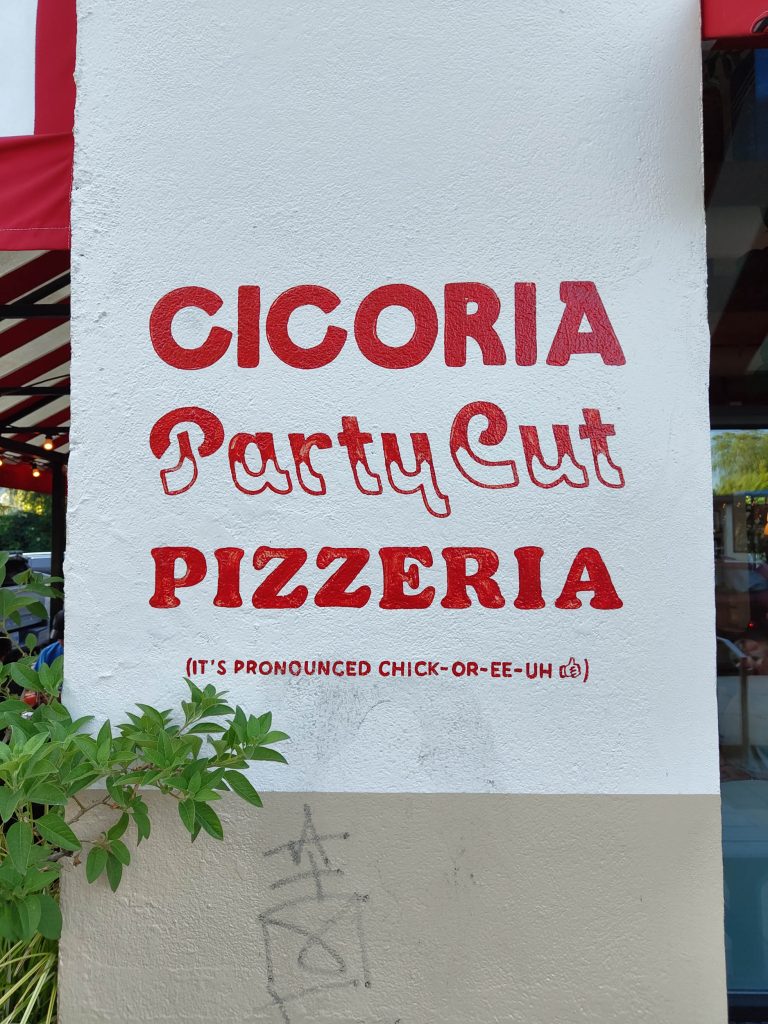 CICORIA
Party Cut
PIZZERIA
(IT'S PRONOUNCED CHICK-OR-EE-UH 👍)